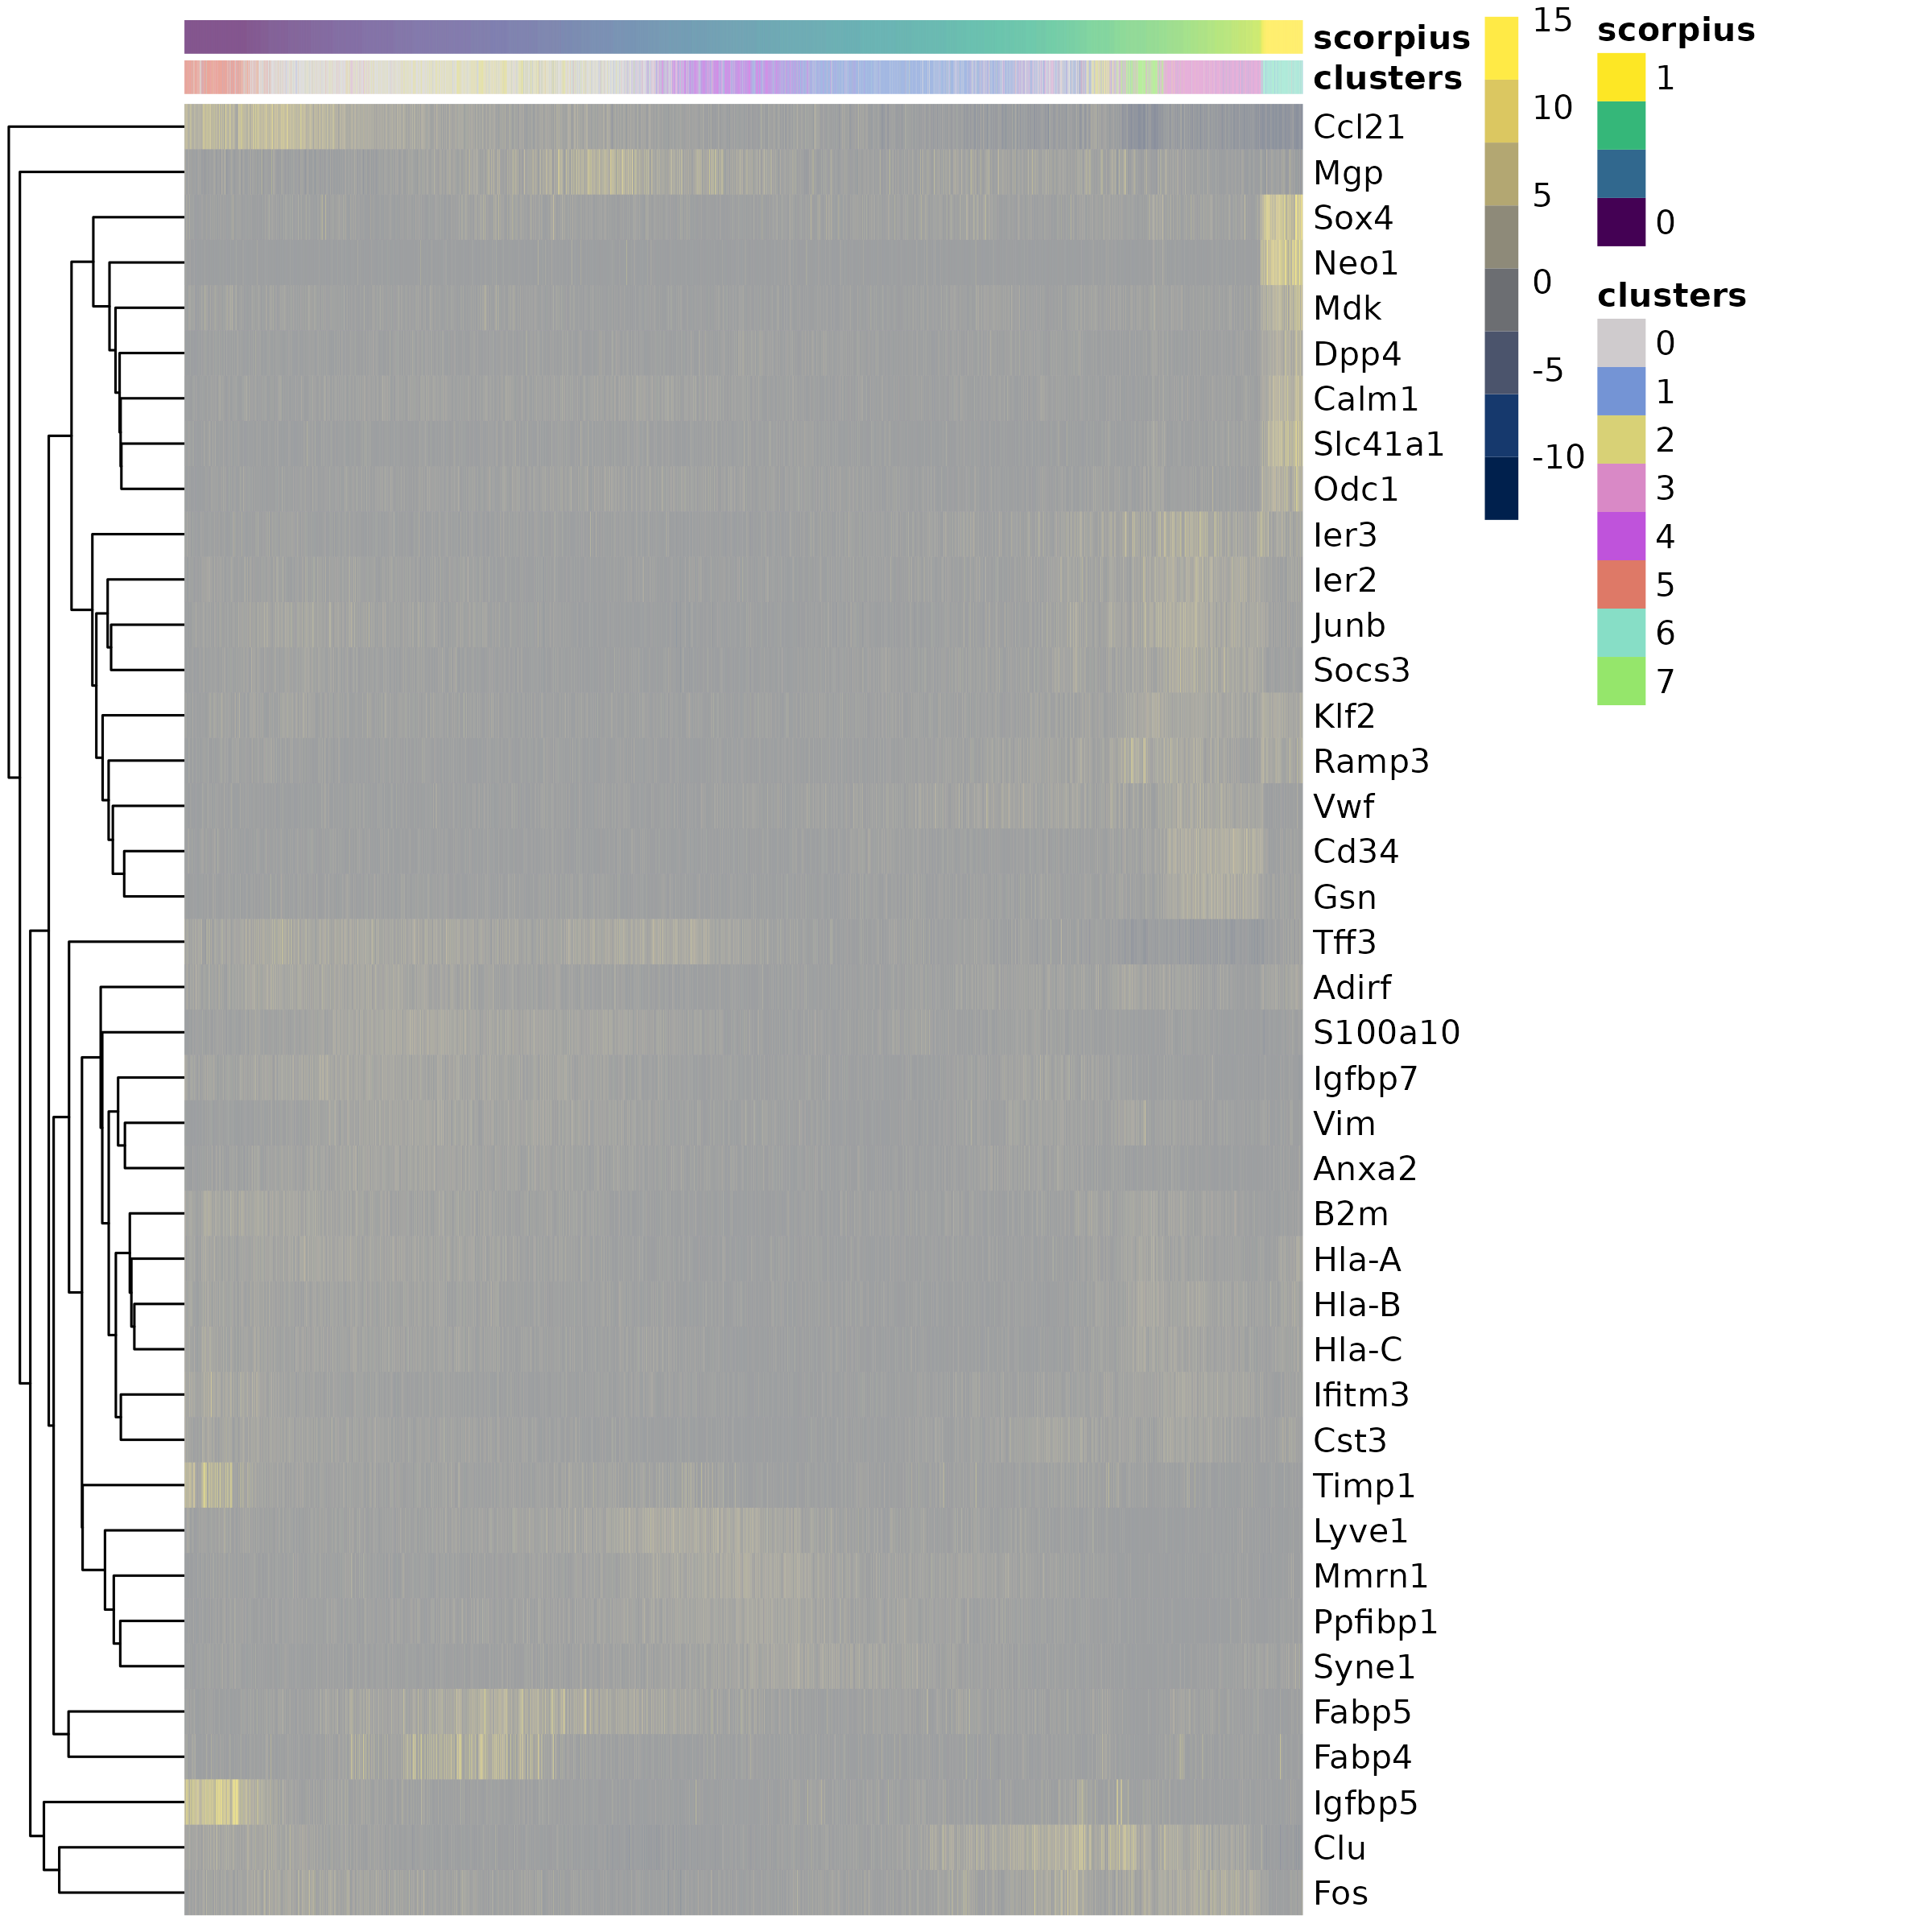 scorpius
clusters
Ccl21
Mgp
Sox4
Neo1
Mdk
Dpp4
Calm1
Slc41a1
Odc1
Ier3
Ier2
Junb
Socs3
Klf2
Ramp3
Vwf
Cd34
Gsn
Tff3
Adirf
S100a10
Igfbp7
Vim
Anxa2
B2m
Hla-A
Hla-B
Hla-C
Ifitm3
Cst3
Timp1
Lyve1
Mmrn1
Ppfibp1
Syne1
Fabp5
Fabp4
Igfbp5
Clu
Fos
15
10
5
0
-5
-10
scorpius
1
0
clusters
0
1
2
3
4
5
6
7